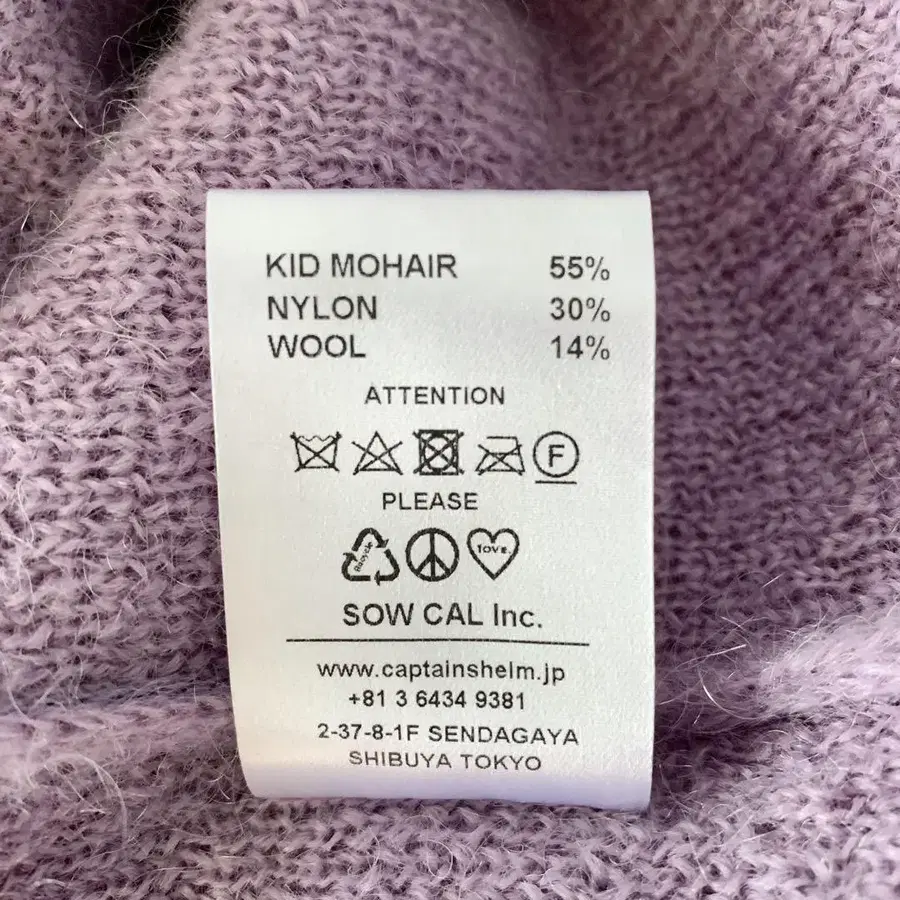 KID MOHAIR 55%
NYLON 30%
WOOL 14%
ATTENTION
F
PLEASE
Recycle love.
SOW CAL Inc.
www.captainshelm.jp
+81 3 6434 9381
2-37-8-1F SENDAGAYA
SHIBUYA TOKYO